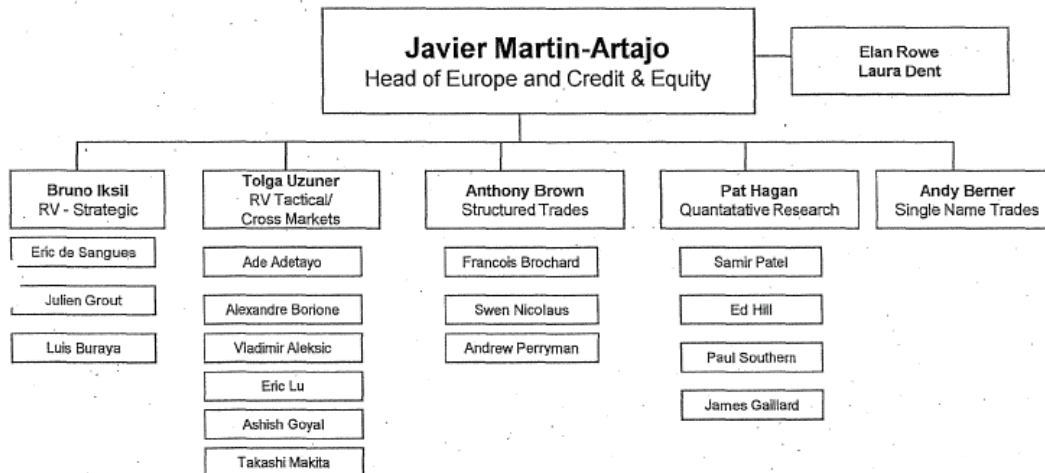 Javier Martin-Artajo
Head of Europe and Credit & Equity
Elan Rowe
Laura Dent
Bruno Iksil
RV - Strategic
Eric de Sangues
Julien Grout
Luis Buraya
Tolga Uzuner
RV Tactical/
Cross Markets
Ade Adetayo
Alexandre Borione
Vladimir Aleksic
Eric Lu
Ashish Goyal
Takashi Makita
Anthony Brown
Structured Trades
Francois Brochard
Swen Nicolaus
Andrew Perryman
Pat Hagan
Quantatative Research
Samir Patel
Ed Hill
Paul Southern
James Gaillard
Andy Berner
Single Name Trades